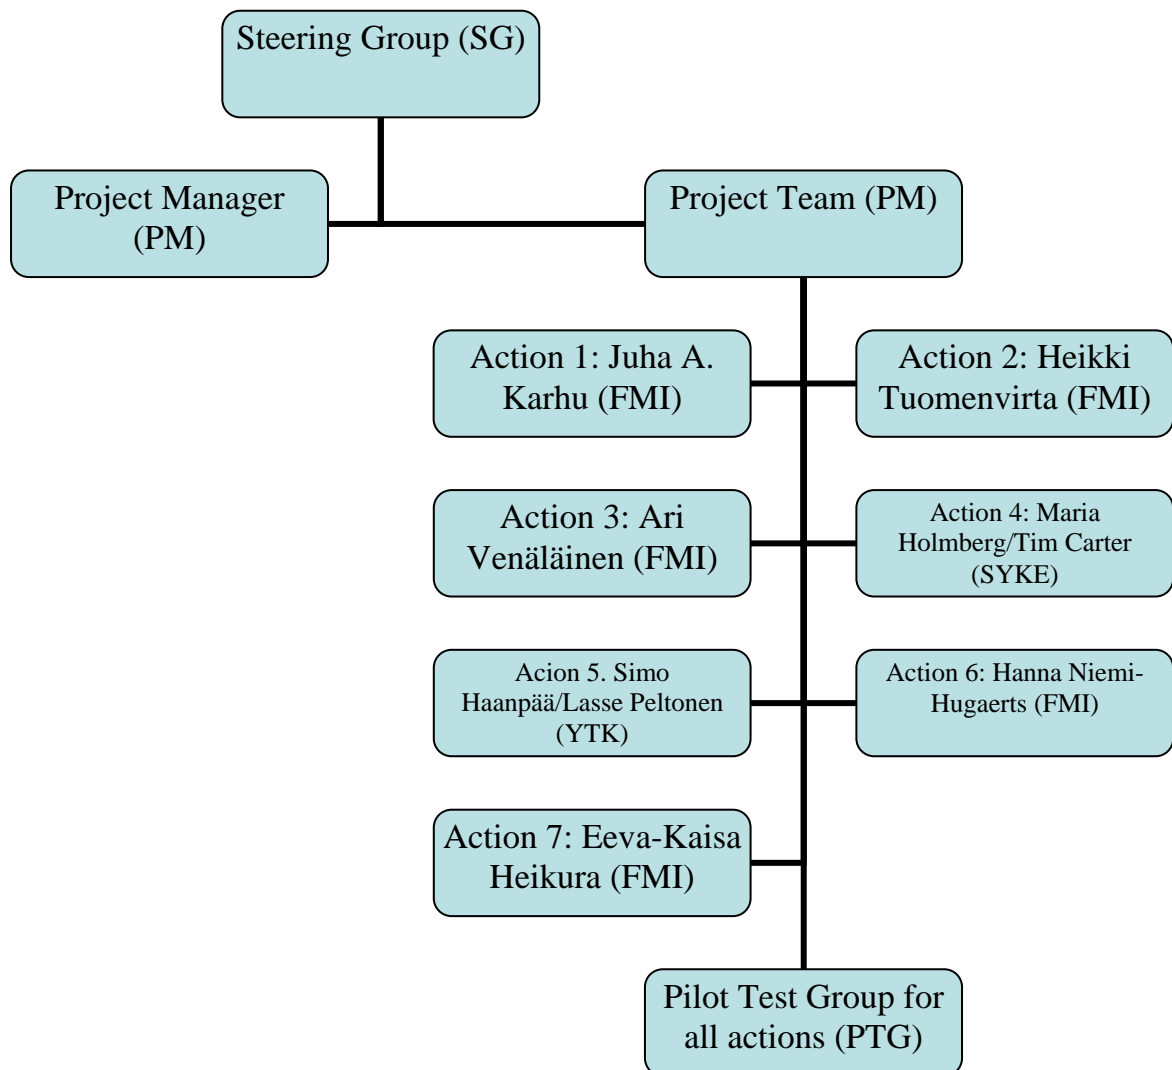 Steering Group (SG)
Project Manager
(PM)
Project Team (PM)
Action 1: Juha A.
Karhu (FMI)
Action 2: Heikki
Tuomenvirta (FMI)
Action 3: Ari
Venäläinen (FMI)
Action 4: Maria
Holmberg/Tim Carter
(SYKE)
Acion 5. Simo
Haanpää/Lasse Peltonen
(YTK)
Action 6: Hanna Niemi-
Hugaerts (FMI)
Action 7: Eeva-Kaisa
Heikura (FMI)
Pilot Test Group for
all actions (PTG)